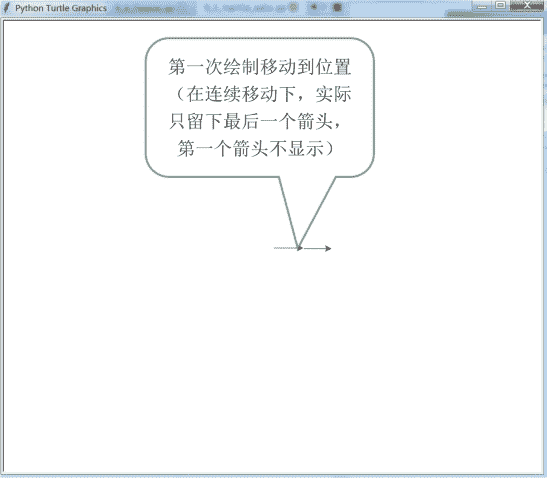 Python Turtle Graphics
第一次绘制移动到位置
（在连续移动下，实际
只留下最后一个箭头，
第一个箭头不显示）